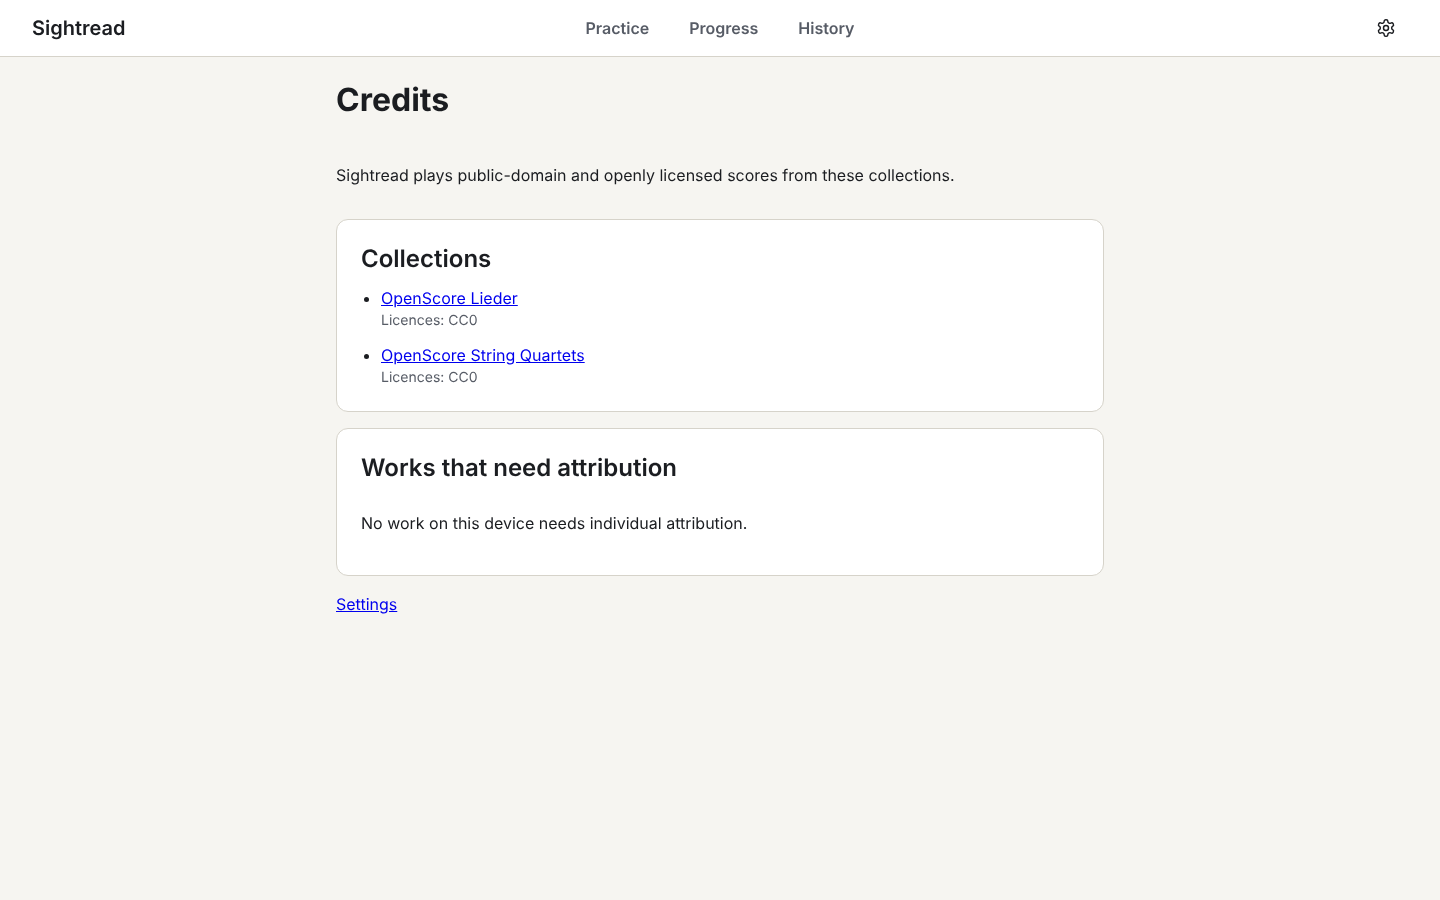 Sightread
Practice
Progress
History
Credits
Sightread plays public-domain and openly licensed scores from these collections.
Collections
OpenScore Lieder
Licences: CC0
OpenScore String Quartets
Licences: CC0
Works that need attribution
No work on this device needs individual attribution.
Settings